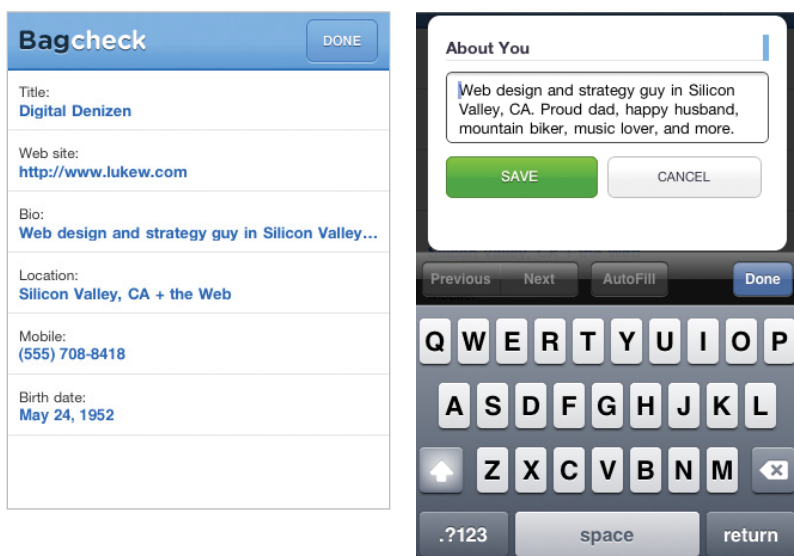 Bagcheck
DONE
Title:
Digital Denizen
Web site:
http://www.lukew.com
Bio:
Web design and strategy guy in Silicon Valley...
Location:
Silicon Valley, CA + the Web
Mobile:
(555) 708-8418
Birth date:
May 24, 1952
About You
Web design and strategy guy in Silicon
Valley, CA. Proud dad, happy husband,
mountain biker, music lover, and more.
SAVE CANCEL
Previous Next AutoFill Done
Q W E R T Y U I O P
A S D F G H J K L
Z X C V B N M
.?123 space return